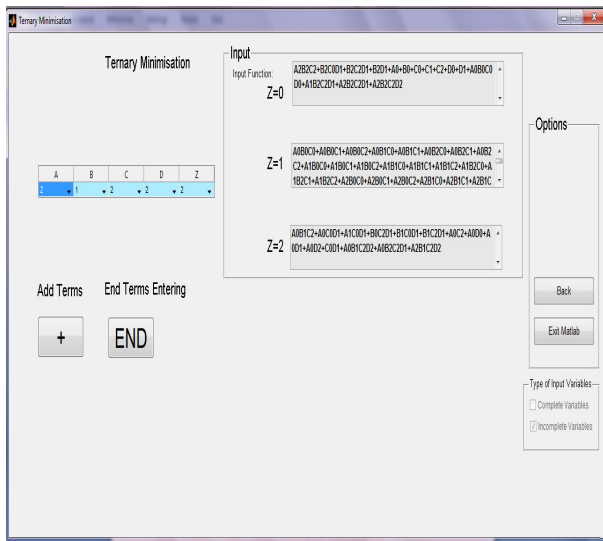 Ternary Minimisation
Ternary Minimisation
Input
Input Function:
Z=0
A2B2C2+B2C0D1+B2C2D1+B2D1+A0+B0+C0+C1+C2+D0+D1+A0B0C0
D0+A1B2C2D1+A2B2C2D1+A2B2C2D2
Z=1
A0B0C0+A0B0C1+A0B0C2+A0B1C0+A0B1C1+A0B2C0+A0B2C1+A0B2
C2+A1B0C0+A1B0C1+A1B0C2+A1B1C0+A1B1C1+A1B1C2+A1B2C0+A
1B2C1+A1B2C2+A2B0C0+A2B0C1+A2B0C2+A2B1C0+A2B1C1+A2B1C
Z=2
A0B1C2+A0C0D1+A1C0D1+B0C2D1+B1C0D1+B1C2D1+A0C2+A0D0+A
0D1+A0D2+C0D1+A0B1C2D2+A0B2C2D1+A2B1C2D2
A B C D Z
2 1 2 2 2
Add Terms End Terms Entering
+ END
Options
Back
Exit Matlab
Type of Input Variables
Complete Variables
Incomplete Variables